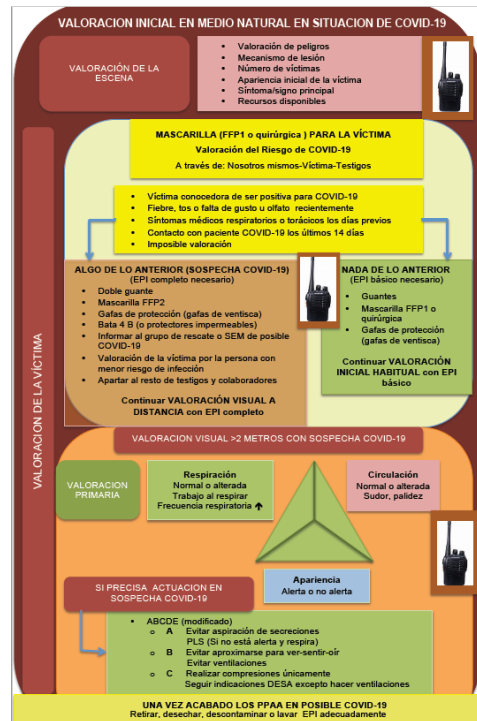 VALORACION INICIAL EN MEDIO NATURAL EN SITUACION DE COVID-19
VALORACIÓN DE LA
ESCENA
• Valoración de peligros
• Mecanismo de lesión
• Número de víctimas
• Apariencia inicial de la víctima
• Síntoma/signo principal
• Recursos disponibles
VALORACIÓN DE LA VÍCTIMA
MASCARILLA (FFP1 o quirúrgica ) PARA LA VÍCTIMA
Valoración del Riesgo de COVID-19
A través de: Nosotros mismos-Víctima-Testigos
• Víctima conocedora de ser positiva para COVID-19
• Fiebre, tos o falta de gusto u olfato recientemente
• Síntomas médicos respiratorios o torácicos los días previos
• Contacto con paciente COVID-19 los últimos 14 días
• Imposible valoración
ALGO DE LO ANTERIOR (SOSPECHA COVID-19)
(EPI completo necesario)
• Doble guante
• Mascarilla FFP2
• Gafas de protección (gafas de ventisca)
• Bata 4 B (o protectores impermeables)
• Informar al grupo de rescate o SEM de posible
COVID-19
• Valoración de la víctima por la persona con
menor riesgo de infección
• Apartar al resto de testigos y colaboradores
Continuar VALORACIÓN VISUAL A
DISTANCIA con EPI completo
NADA DE LO ANTERIOR
(EPI básico necesario)
• Guantes
• Mascarilla FFP1 o
quirúrgica
• Gafas de protección
(gafas de ventisca)
Continuar VALORACIÓN
INICIAL HABITUAL con EPI
básico
VALORACION VISUAL >2 METROS CON SOSPECHA COVID-19
VALORACION
PRIMARIA
Respiración
Normal o alterada
Trabajo al respirar
Frecuencia respiratoria ↑
Circulación
Normal o alterada
Sudor, palidez
Apariencia
Alerta o no alerta
SI PRECISA ACTUACION EN
SOSPECHA COVID-19
• ABCDE (modificado)
o A Evitar aspiración de secreciones
PLS (Si no está alerta y respira)
o B Evitar aproximarse para ver-sentir-oír
Evitar ventilaciones
o C Realizar compresiones únicamente
Seguir indicaciones DESA excepto hacer ventilaciones
UNA VEZ ACABADO LOS PPAA EN POSIBLE COVID-19
Retirar, desechar, descontaminar o lavar EPI adecuadamente